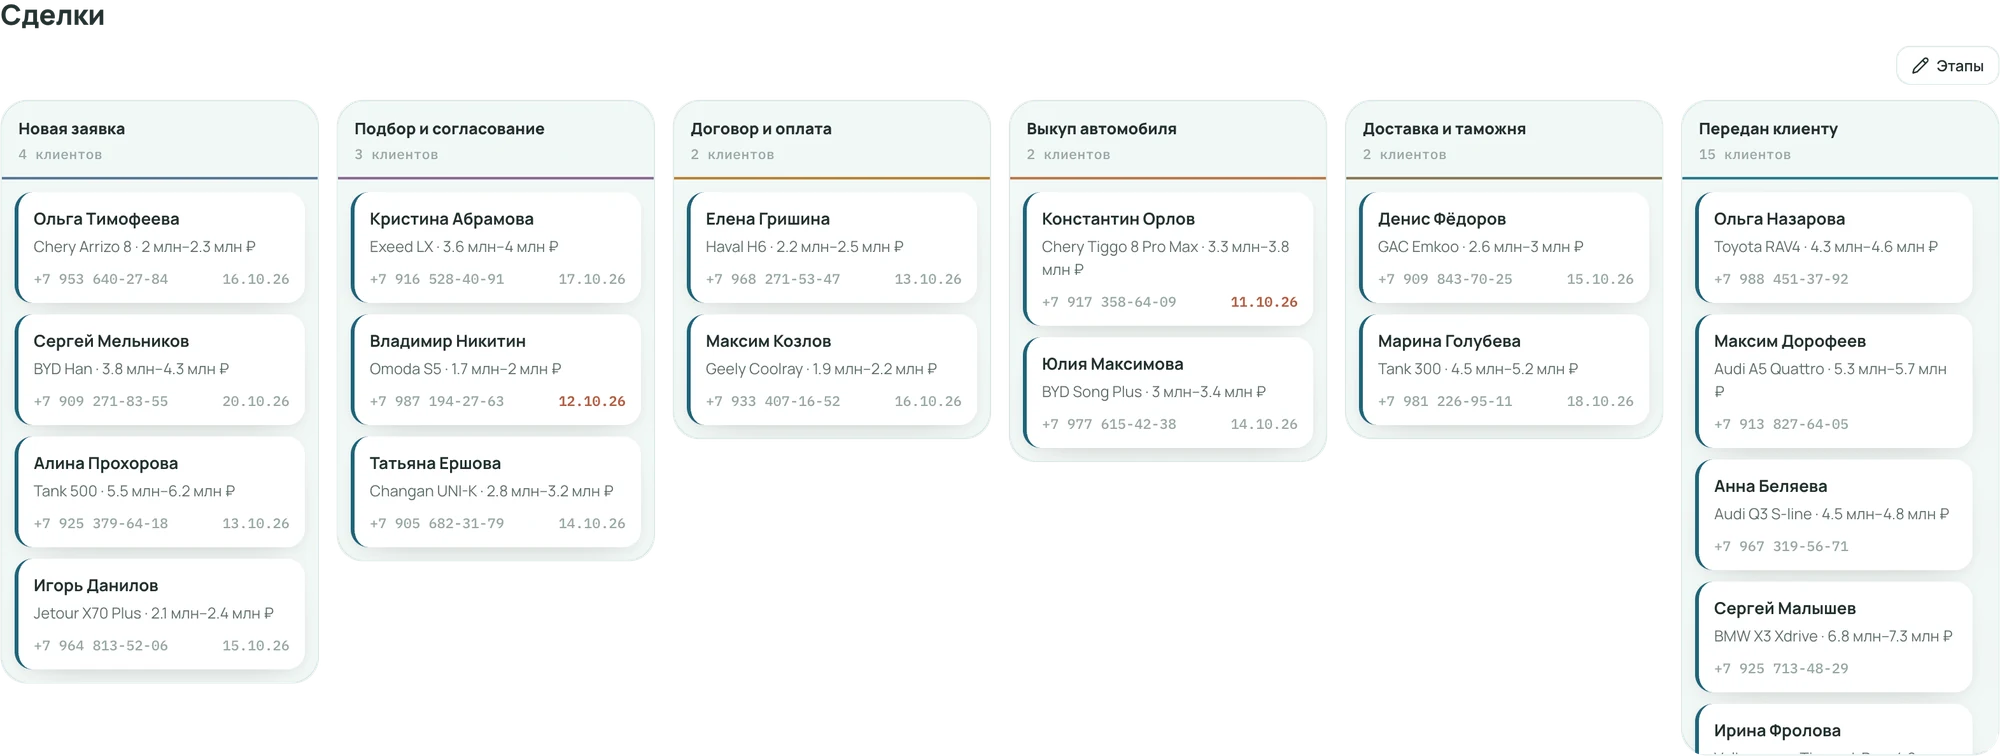 Сделки
Этапы
Новая заявка
4 клиентов
Ольга Тимофеева
Chery Arrizo 8 · 2 млн–2.3 млн ₽
+7 953 640-27-84 16.10.26
Сергей Мельников
BYD Han · 3.8 млн–4.3 млн ₽
+7 909 271-83-55 20.10.26
Алина Прохорова
Tank 500 · 5.5 млн–6.2 млн ₽
+7 925 379-64-18 13.10.26
Игорь Данилов
Jetour X70 Plus · 2.1 млн–2.4 млн ₽
+7 964 813-52-06 15.10.26
Подбор и согласование
3 клиентов
Кристина Абрамова
Exeed LX · 3.6 млн–4 млн ₽
+7 916 528-40-91 17.10.26
Владимир Никитин
Omoda S5 · 1.7 млн–2 млн ₽
+7 987 194-27-63 12.10.26
Татьяна Ершова
Changan UNI-K · 2.8 млн–3.2 млн ₽
+7 905 682-31-79 14.10.26
Договор и оплата
2 клиентов
Елена Гришина
Haval H6 · 2.2 млн–2.5 млн ₽
+7 968 271-53-47 13.10.26
Максим Козлов
Geely Coolray · 1.9 млн–2.2 млн ₽
+7 933 407-16-52 16.10.26
Выкуп автомобиля
2 клиентов
Константин Орлов
Chery Tiggo 8 Pro Max · 3.3 млн–3.8
млн ₽
+7 917 358-64-09 11.10.26
Юлия Максимова
BYD Song Plus · 3 млн–3.4 млн ₽
+7 977 615-42-38 14.10.26
Доставка и таможня
2 клиентов
Денис Фёдоров
GAC Emkoo · 2.6 млн–3 млн ₽
+7 909 843-70-25 15.10.26
Марина Голубева
Tank 300 · 4.5 млн–5.2 млн ₽
+7 981 226-95-11 18.10.26
Передан клиенту
15 клиентов
Ольга Назарова
Toyota RAV4 · 4.3 млн–4.6 млн ₽
+7 988 451-37-92
Максим Дорофеев
Audi A5 Quattro · 5.3 млн–5.7 млн
₽
+7 913 827-64-05
Анна Беляева
Audi Q3 S-line · 4.5 млн–4.8 млн ₽
+7 967 319-56-71
Сергей Малышев
BMW X3 Xdrive · 6.8 млн–7.3 млн ₽
+7 925 713-48-29
Ирина Фролова